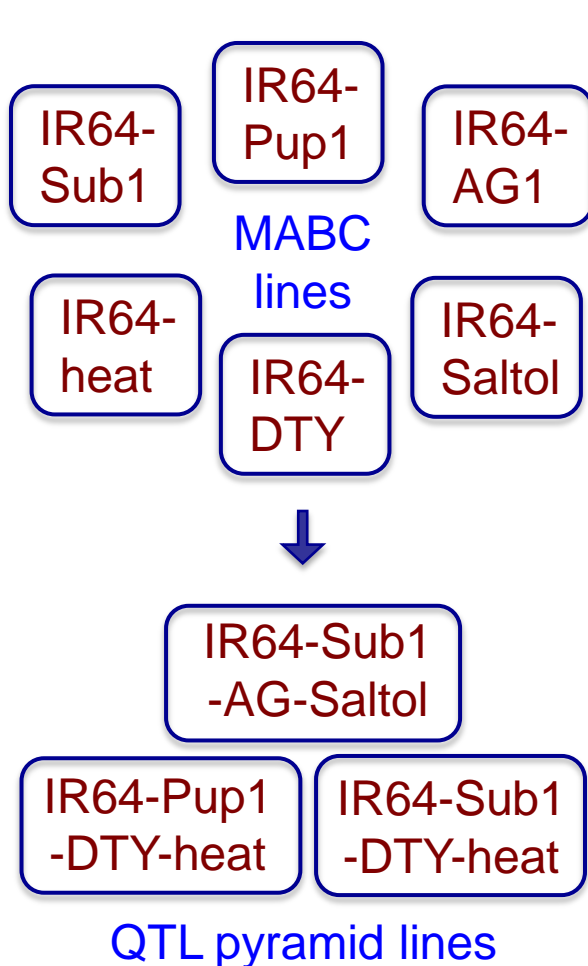 IR64-
Sub1
IR64-
Pup1
IR64-
AG1
MABC
lines
IR64-
heat
IR64-
DTY
IR64-
Saltol
IR64-Sub1
-AG-Saltol
IR64-Pup1
-DTY-heat
IR64-Sub1
-DTY-heat
QTL pyramid lines